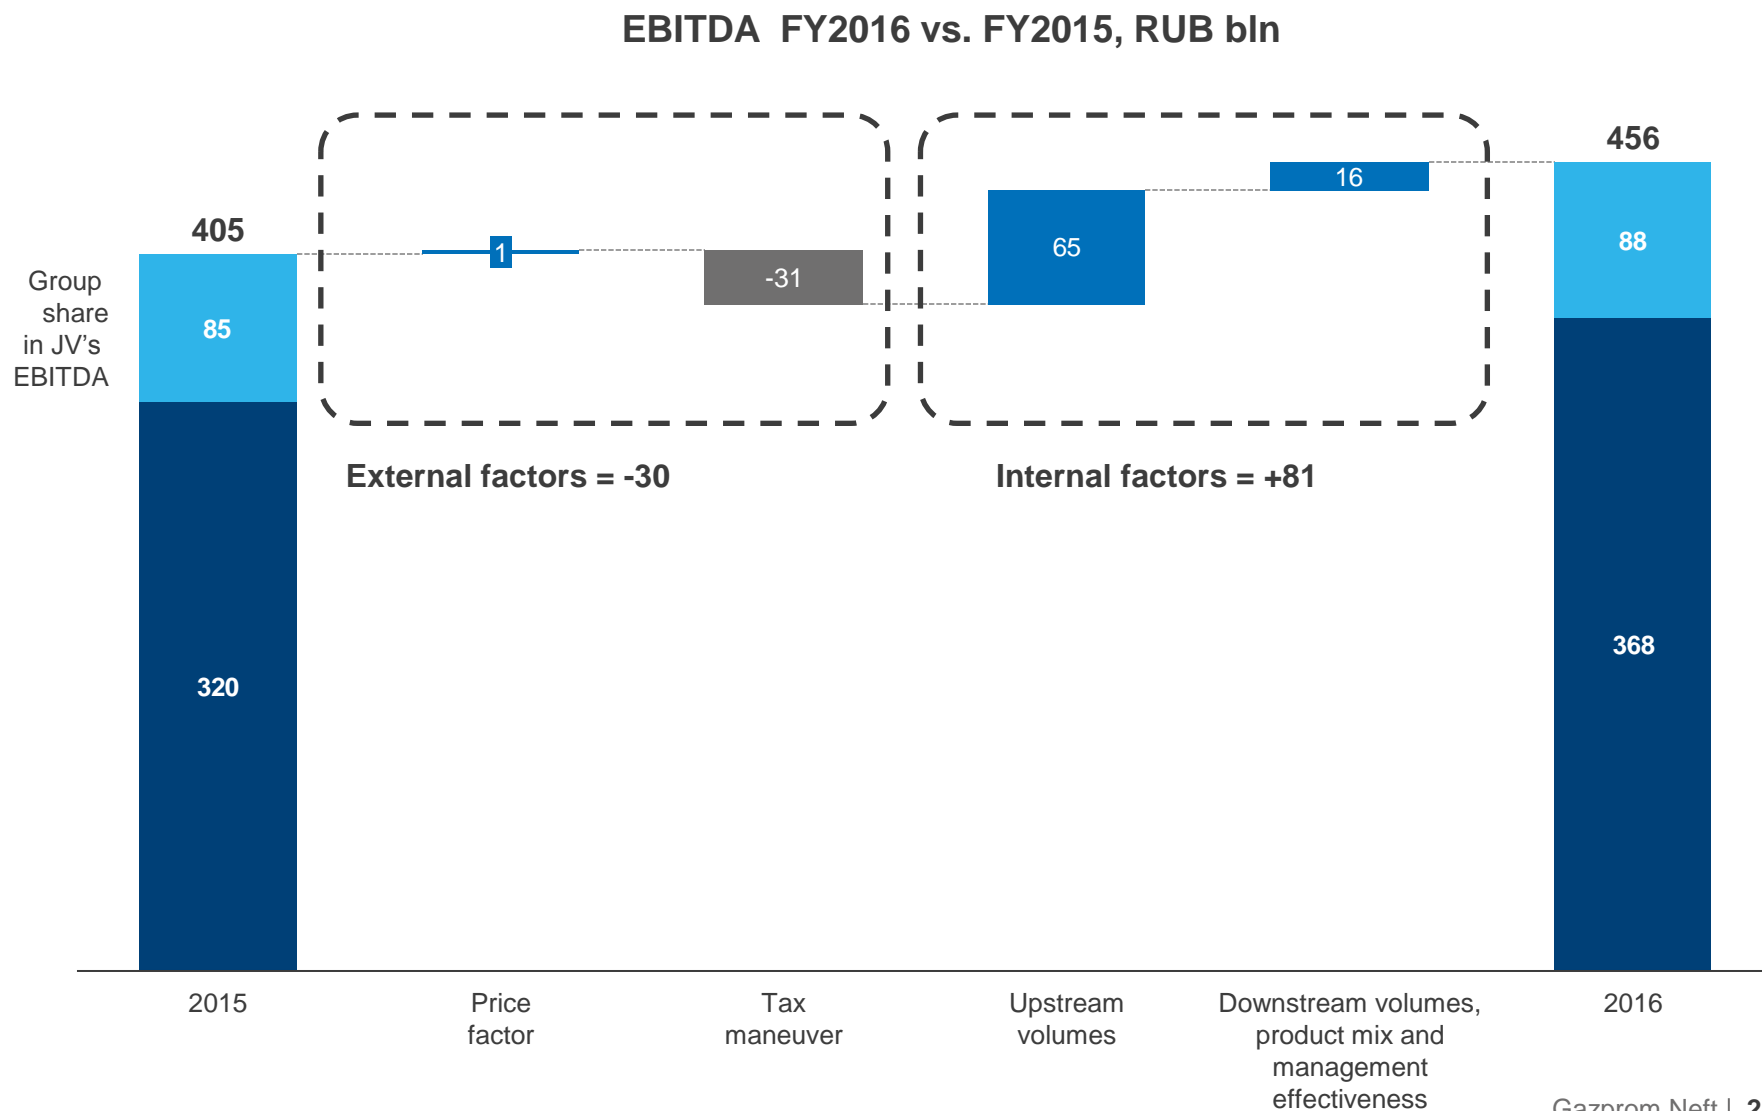 EBITDA FY2016 vs. FY2015, RUB bln
405
456
1
-31
65
16
88
Group
share
in JV's
EBITDA
85
External factors = -30
Internal factors = +81
320
368
2015
Price
factor
Tax
maneuver
Upstream
volumes
Downstream volumes,
product mix and
management
effectiveness
2016
Gazprom Neft | 2